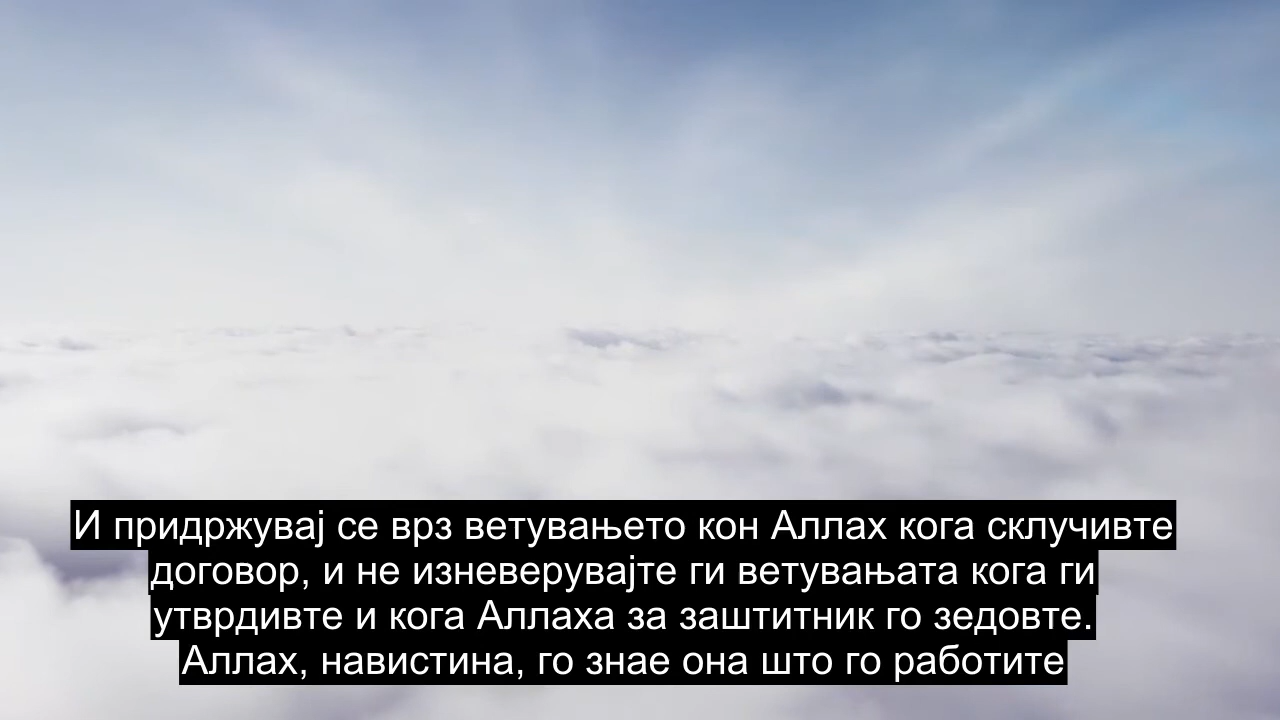 И придржувај се врз ветувањето кон Аллах кога склучивте
договор, и не изневерувајте ги ветувањата кога ги
утврдивте и кога Аллаха за заштитник го зедовте.
Аллах, навистина, го знае она што го работите